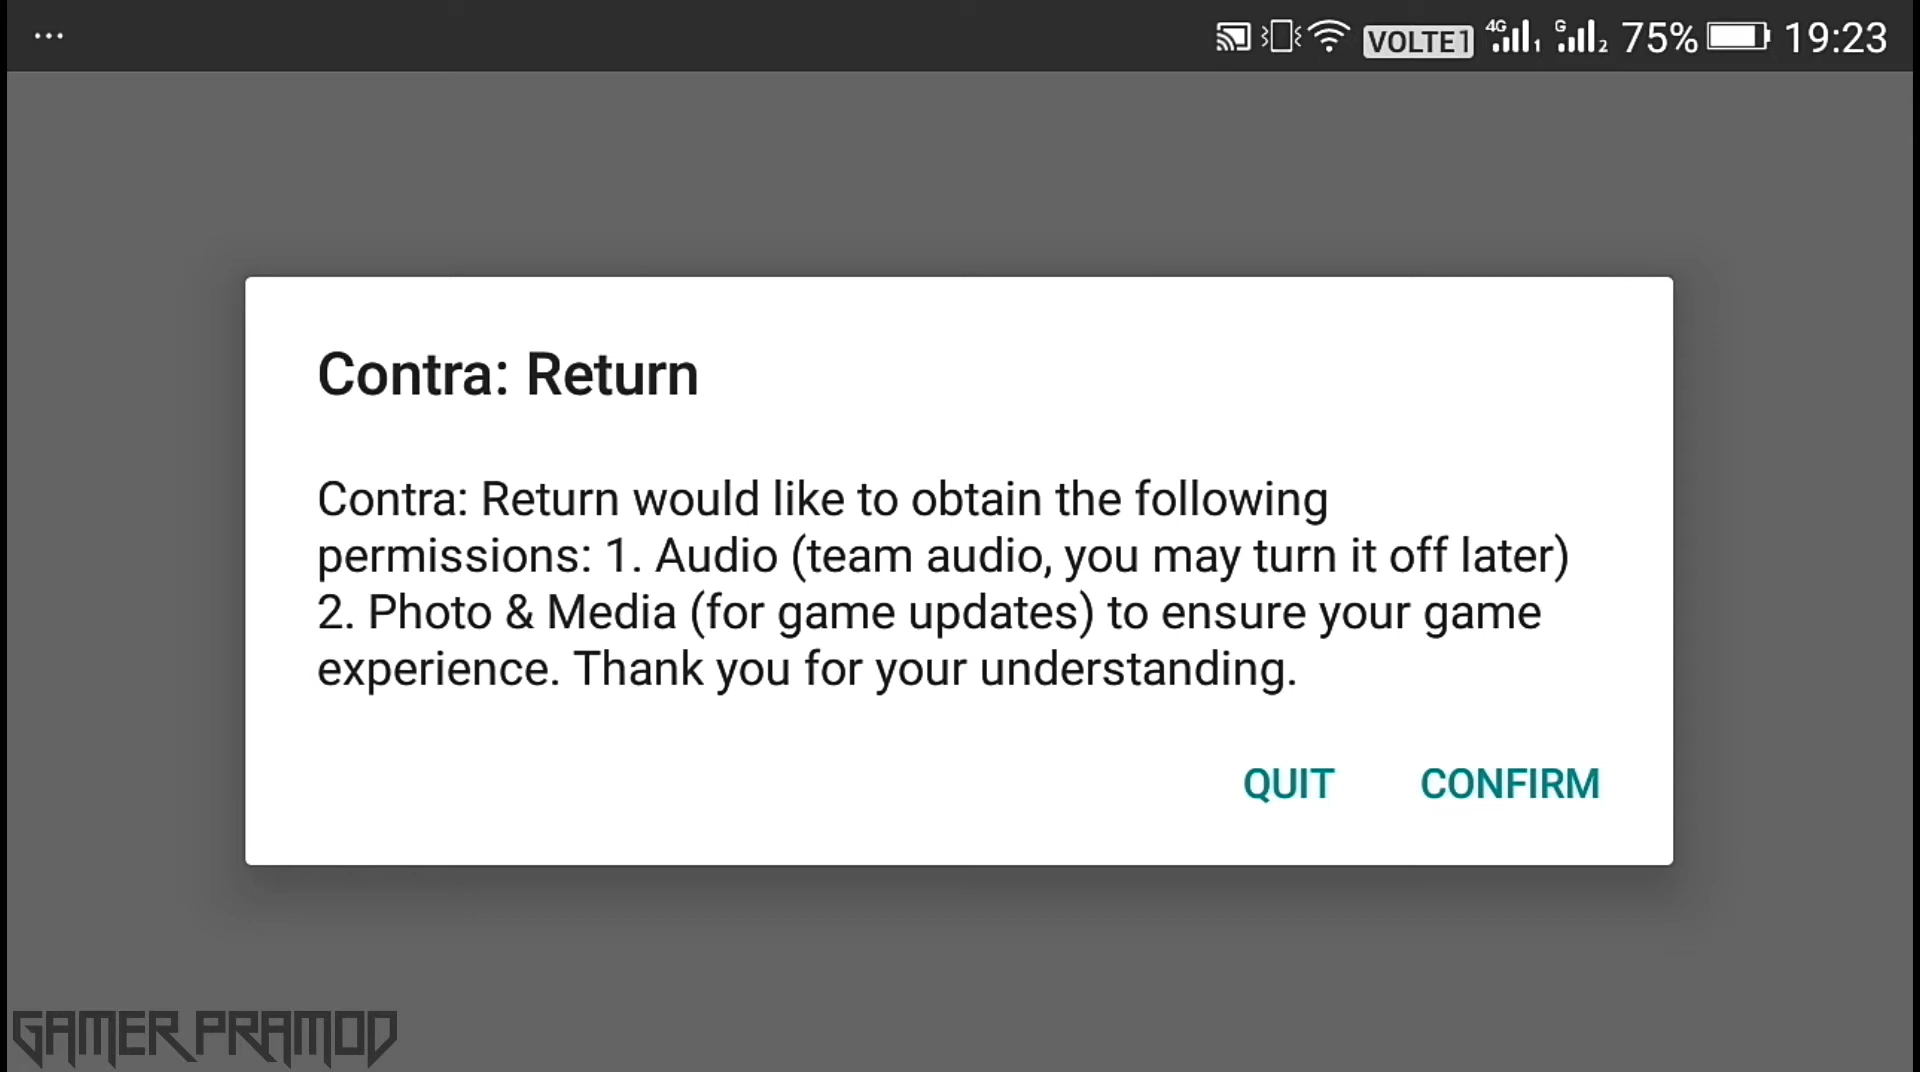 ... VOLTE1 4G 1 G 2 75% 19:23
Contra: Return
Contra: Return would like to obtain the following
permissions: 1. Audio (team audio, you may turn it off later)
2. Photo & Media (for game updates) to ensure your game
experience. Thank you for your understanding.
QUIT CONFIRM
GAMER PRAMOD